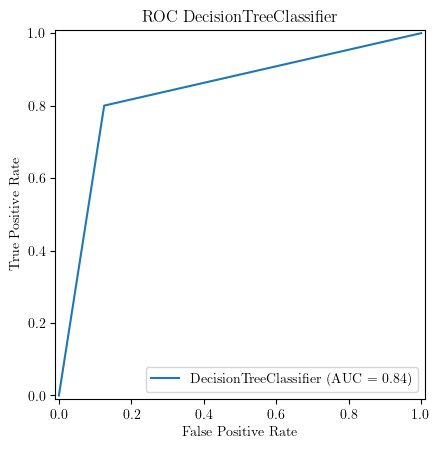 ROC DecisionTreeClassifier
1.0
0.8
0.6
0.4
0.2
0.0
True Positive Rate
DecisionTreeClassifier (AUC = 0.84)
0.0 0.2 0.4 0.6 0.8 1.0
False Positive Rate